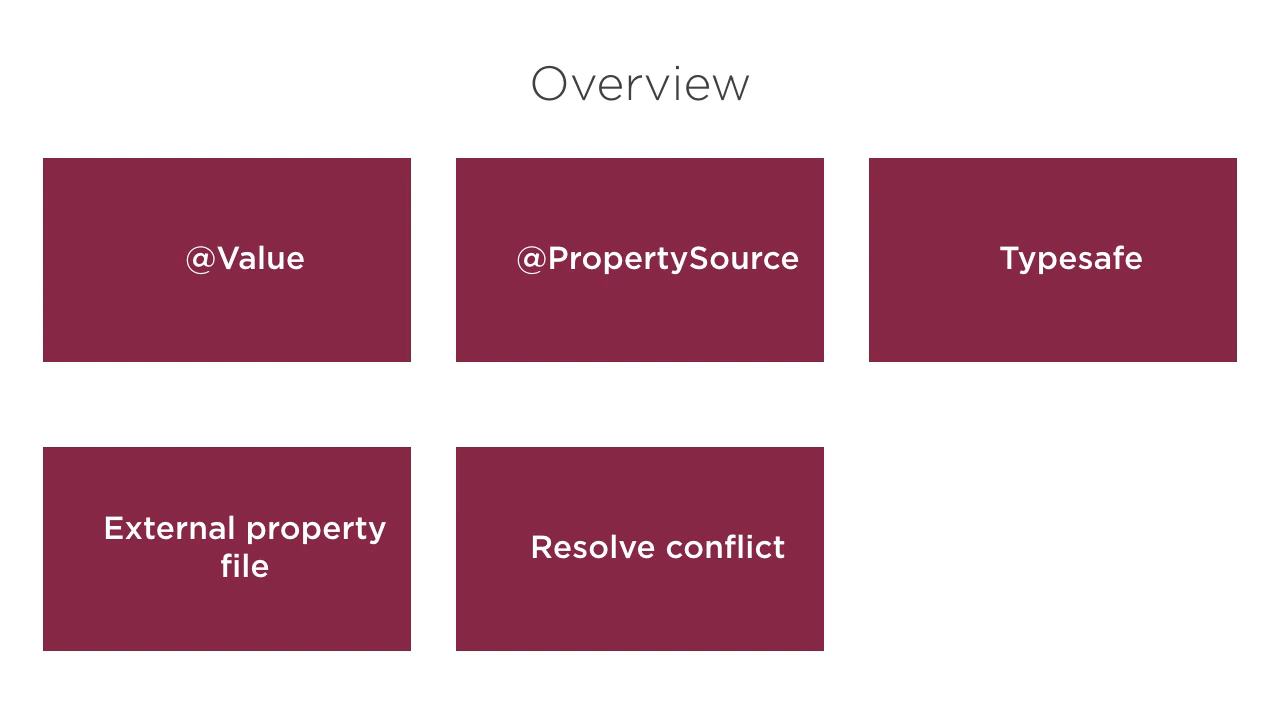 Overview
@Value
@PropertySource
Typesafe
External property
file
Resolve conflict